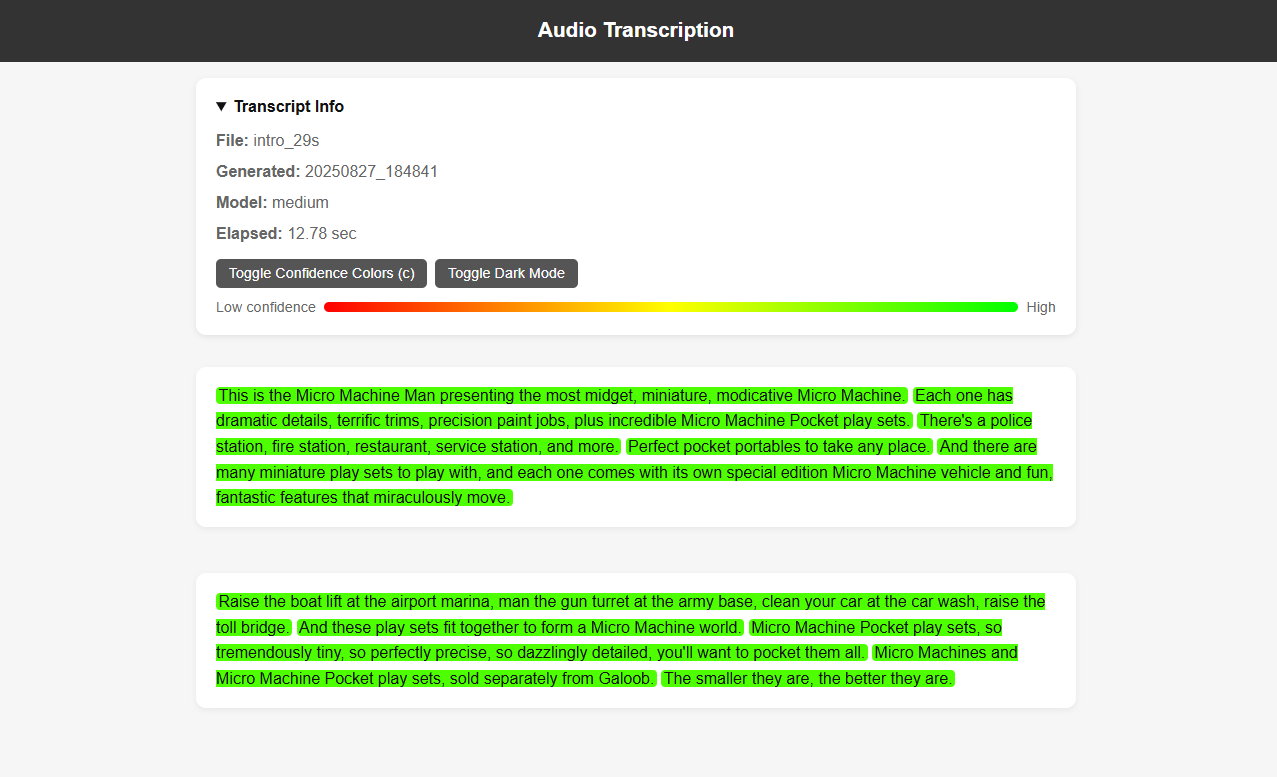 Audio Transcription
▼ Transcript Info
File: intro_29s
Generated: 20250827_184841
Model: medium
Elapsed: 12.78 sec
Toggle Confidence Colors (c) Toggle Dark Mode
Low confidence High
This is the Micro Machine Man presenting the most midget, miniature, modicative Micro Machine. Each one has
dramatic details, terrific trims, precision paint jobs, plus incredible Micro Machine Pocket play sets. There's a police
station, fire station, restaurant, service station, and more. Perfect pocket portables to take any place. And there are
many miniature play sets to play with, and each one comes with its own special edition Micro Machine vehicle and fun,
fantastic features that miraculously move.
Raise the boat lift at the airport marina, man the gun turret at the army base, clean your car at the car wash, raise the
toll bridge. And these play sets fit together to form a Micro Machine world. Micro Machine Pocket play sets, so
tremendously tiny, so perfectly precise, so dazzlingly detailed, you'll want to pocket them all. Micro Machines and
Micro Machine Pocket play sets, sold separately from Galoob. The smaller they are, the better they are.